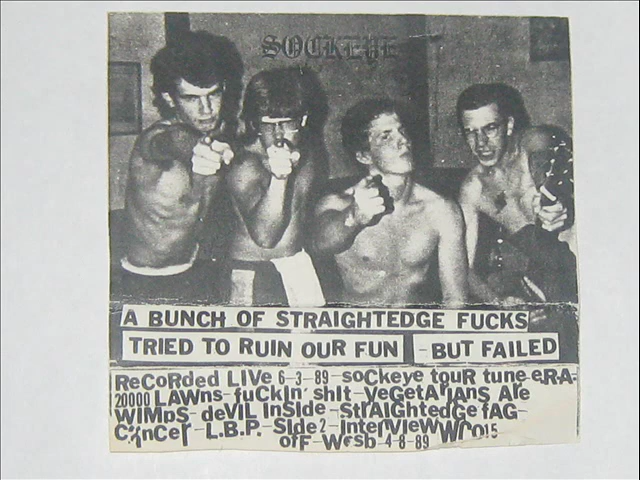 SOCKEYE
A BUNCH OF STRAIGHTEDGE FUCKS
TRIED TO RUIN OUR FUN - BUT FAILED
ReCoRded LIVe 6-3-89-soCkeye touR tune eRA-
20000 LAWns-fuCkIn' shIt-VeGetArIAnS Are
WIMpS-deVIL InSIde-StrAIGhtedGe fAG-
CAnCer-L.B.P.-SIde 2-InterVIeW
off-Wcsb 4-8-89